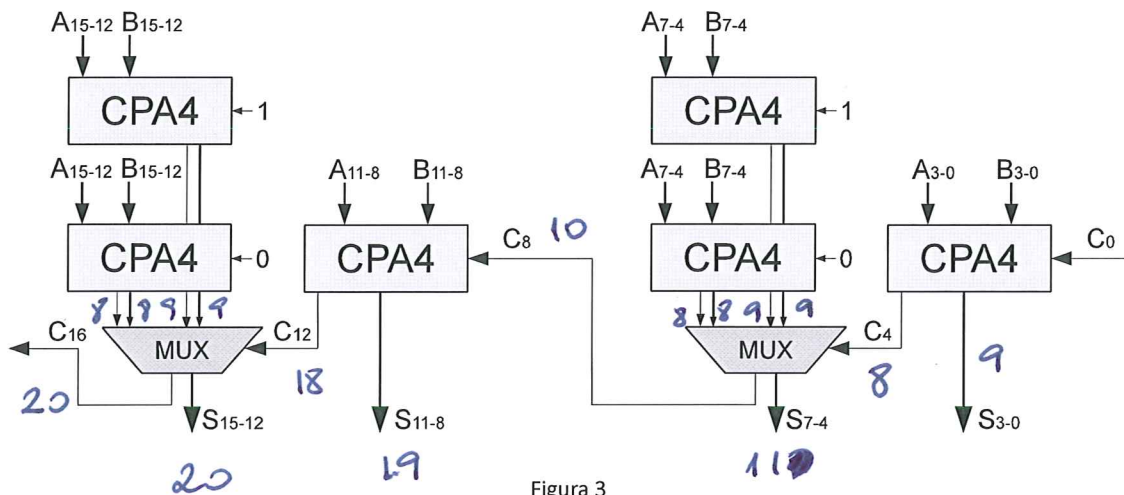 A15-12 B15-12
A7-4 B7-4
CPA4 1
CPA4 1
A15-12 B15-12
A11-8 B11-8
A7-4 B7-4
A3-0 B3-0
CPA4 0
CPA4
C8
10
CPA4 0
CPA4
C0
8 8 9 9
8 8 9 9
C16
MUX
C12
MUX
C4
20
18
8
9
S15-12
S11-8
S7-4
S3-0
20
19
Figura 3